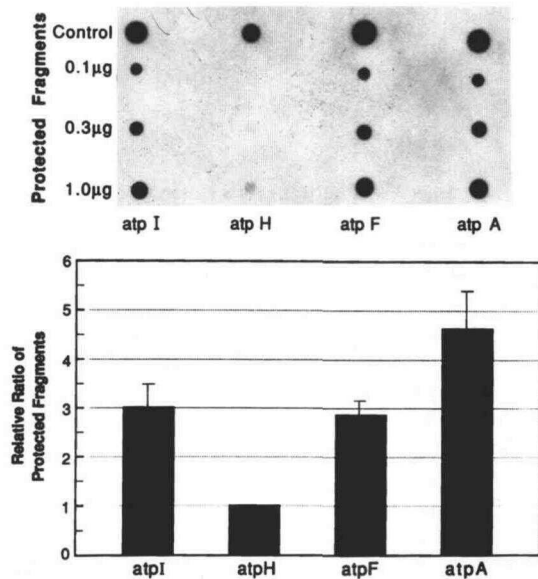 Protected Fragments
Control
0.1µg
0.3µg
1.0µg
atp I atp H atp F atp A
Relative Ratio of
Protected Fragments
6
5
4
3
2
1
0
atpI atpH atpF atpA